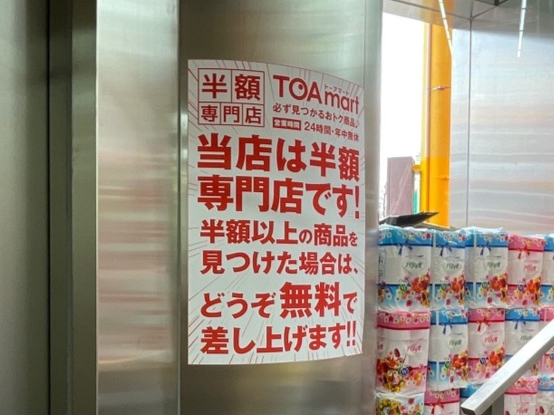 半額
専門店
トーアマート
TOAmart
必ず見つかるおトク商品♪
営業時間 24時間・年中無休
当店は半額
専門店です!
半額以上の商品を
見つけた場合は、
どうぞ無料で
差し上げます!!